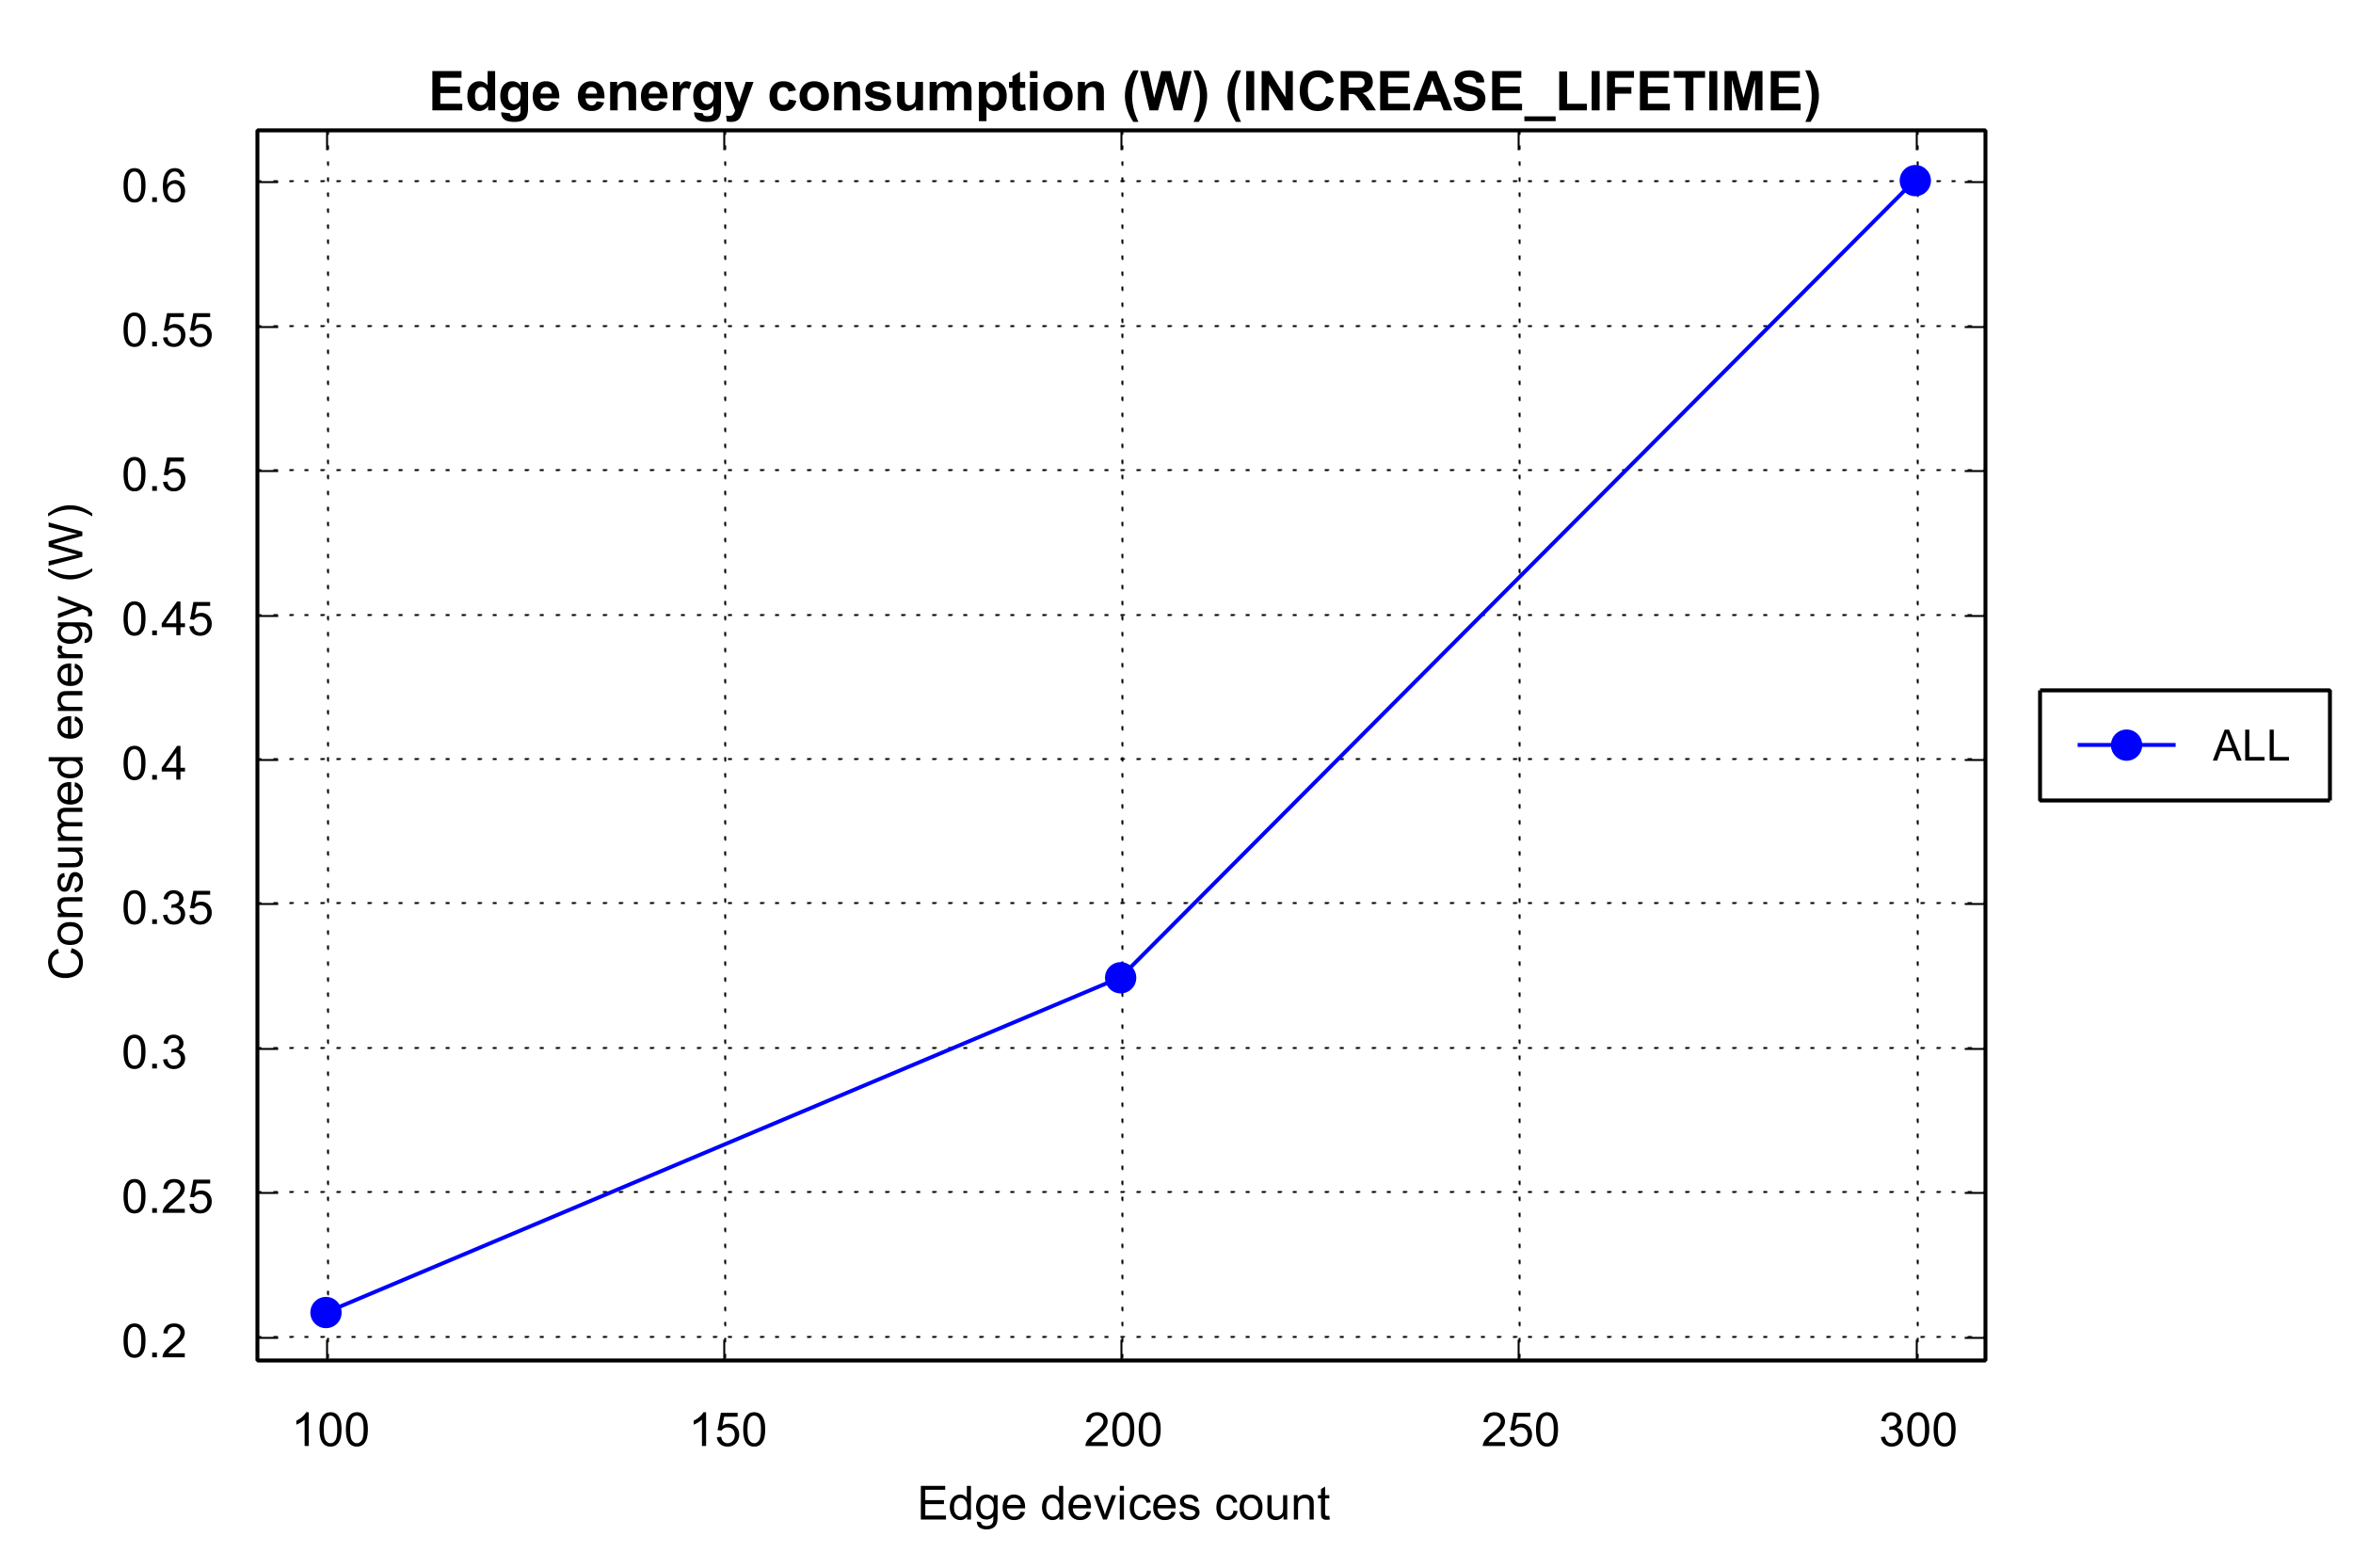 Edge energy consumption (W) (INCREASE_LIFETIME)
0.6
0.55
0.5
0.45
0.4
0.35
0.3
0.25
0.2
Consumed energy (W)
ALL
100 150 200 250 300
Edge devices count